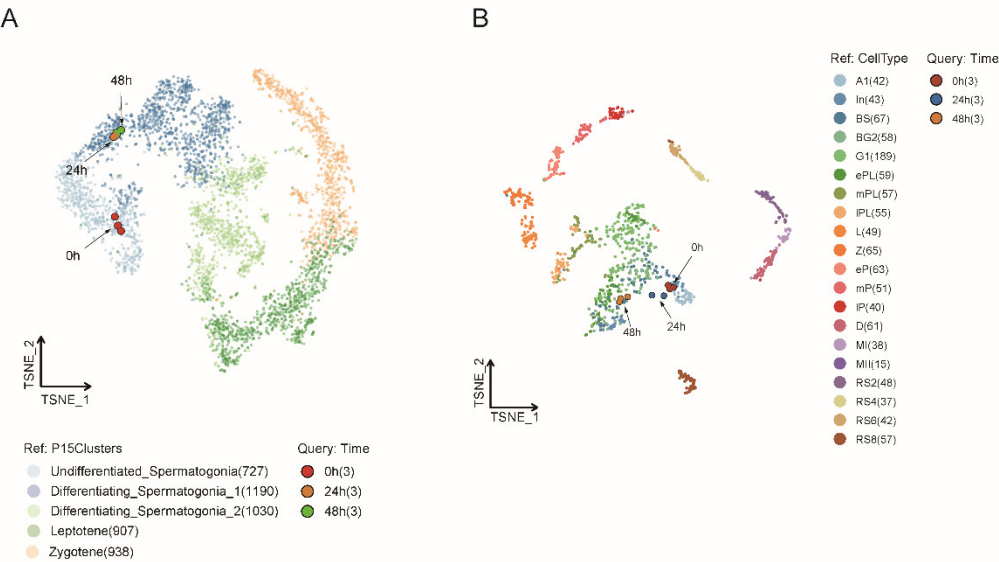 A
48h
24h
0h
TSNE_2
TSNE_1
Ref: P15Clusters
Undifferentiated_Spermatogonia(727)
Differentiating_Spermatogonia_1(1190)
Differentiating_Spermatogonia_2(1030)
Leptotene(907)
Zygotene(938)
Query: Time
0h(3)
24h(3)
48h(3)
B
0h
24h
48h
TSNE_2
TSNE_1
Ref: CellType
A1(42)
In(43)
BS(67)
BG2(58)
G1(189)
ePL(59)
mPL(57)
lPL(55)
L(49)
Z(65)
eP(63)
mP(51)
lP(40)
D(61)
MI(38)
MII(15)
RS2(48)
RS4(37)
RS6(42)
RS8(57)
Query: Time
0h(3)
24h(3)
48h(3)